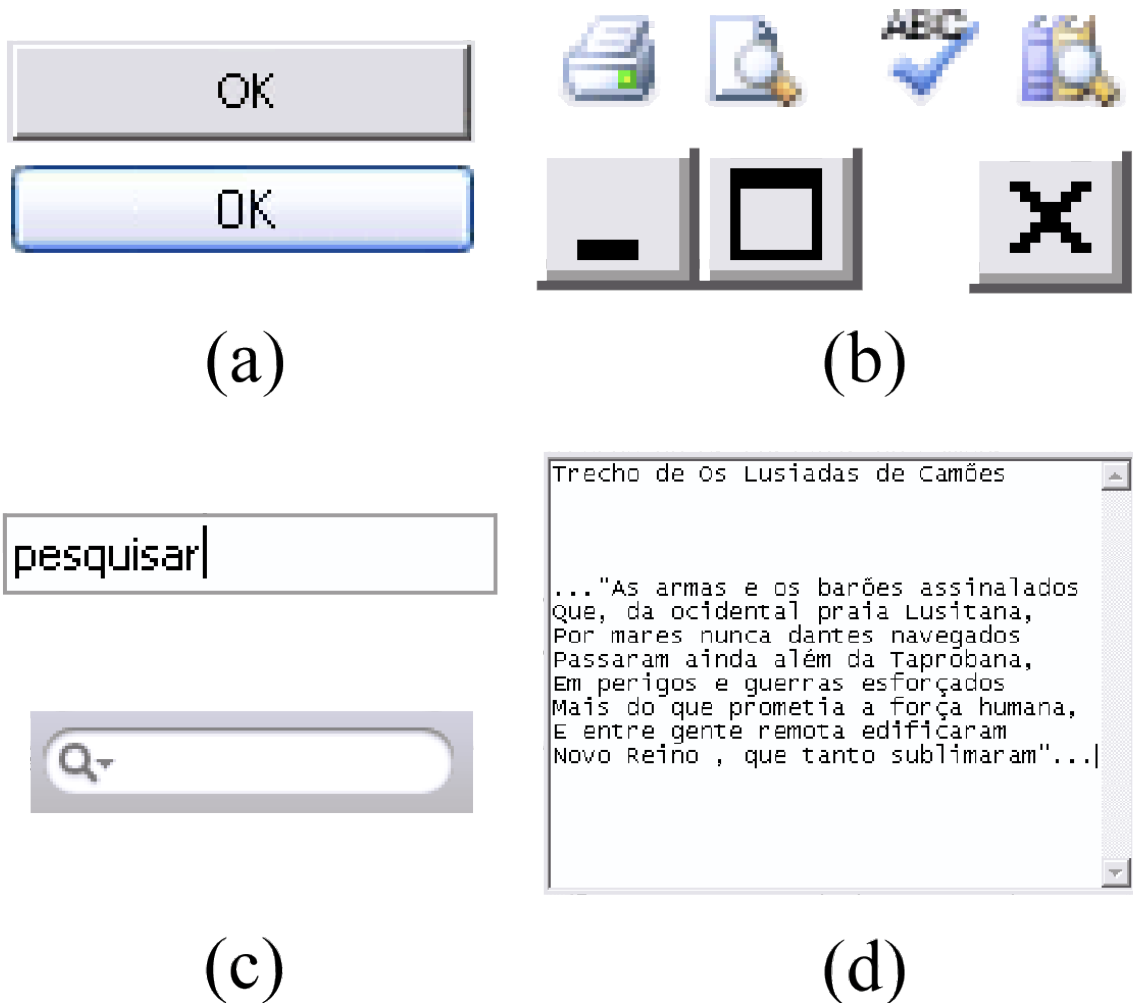 OK
OK
(a)
ABC
(b)
pesquisar
(c)
Trecho de Os Lusiadas de Camões
..."As armas e os barões assinalados
Que, da ocidental praia Lusitana,
Por mares nunca dantes navegados
Passaram ainda além da Taprobana,
Em perigos e guerras esforçados
Mais do que prometia a força humana,
E entre gente remota edificaram
Novo Reino , que tanto sublimaram"...
(d)